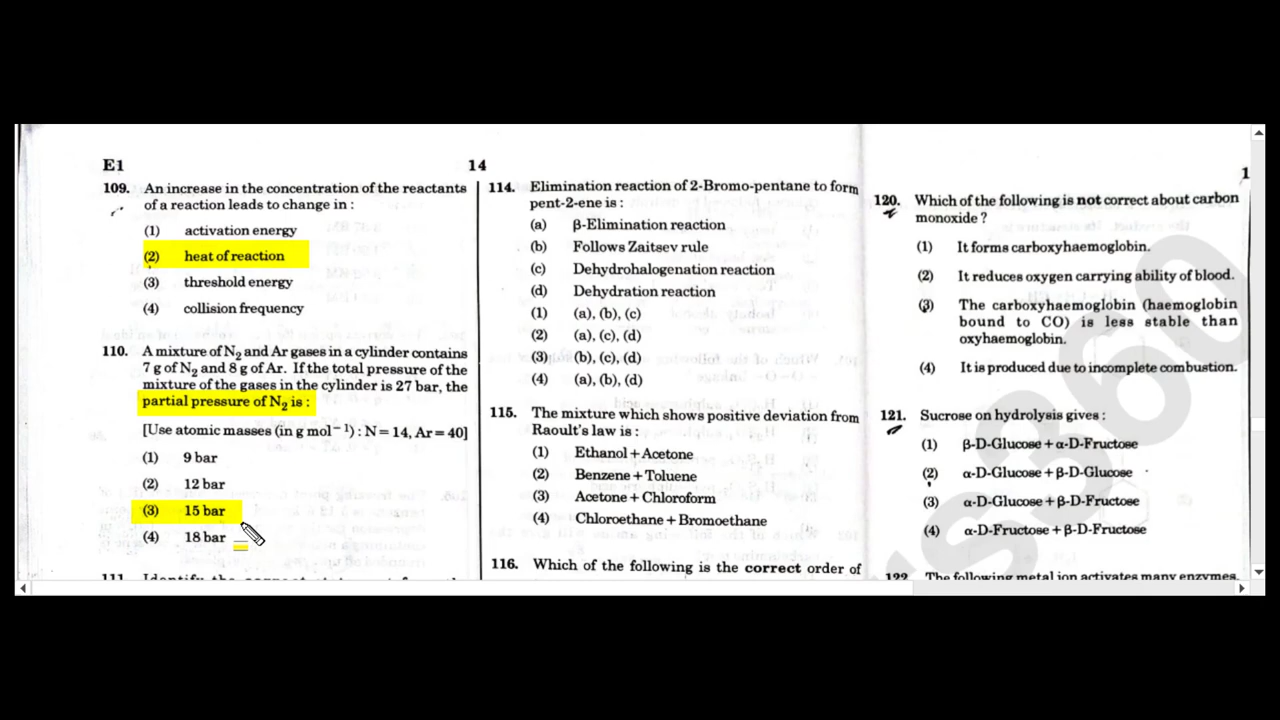 E1
14
109. An increase in the concentration of the reactants
of a reaction leads to change in :
(1) activation energy
(2) heat of reaction
(3) threshold energy
(4) collision frequency
110. A mixture of N₂ and Ar gases in a cylinder contains
7 g of N₂ and 8 g of Ar. If the total pressure of the
mixture of the gases in the cylinder is 27 bar, the
partial pressure of N₂ is :
[Use atomic masses (in g mol⁻¹) : N = 14, Ar = 40]
(1) 9 bar
(2) 12 bar
(3) 15 bar
(4) 18 bar
111.
114. Elimination reaction of 2-Bromo-pentane to form
pent-2-ene is :
(a) β-Elimination reaction
(b) Follows Zaitsev rule
(c) Dehydrohalogenation reaction
(d) Dehydration reaction
(1) (a), (b), (c)
(2) (a), (c), (d)
(3) (b), (c), (d)
(4) (a), (b), (d)
115. The mixture which shows positive deviation from
Raoult's law is :
(1) Ethanol + Acetone
(2) Benzene + Toluene
(3) Acetone + Chloroform
(4) Chloroethane + Bromoethane
116. Which of the following is the correct order of
1
120. Which of the following is not correct about carbon
monoxide ?
(1) It forms carboxyhaemoglobin.
(2) It reduces oxygen carrying ability of blood.
(3) The carboxyhaemoglobin (haemoglobin
bound to CO) is less stable than
oxyhaemoglobin.
(4) It is produced due to incomplete combustion.
121. Sucrose on hydrolysis gives :
(1) β-D-Glucose + α-D-Fructose
(2) α-D-Glucose + β-D-Glucose
(3) α-D-Glucose + β-D-Fructose
(4) α-D-Fructose + β-D-Fructose
122. The following metal ion activates many enzymes,
rs360